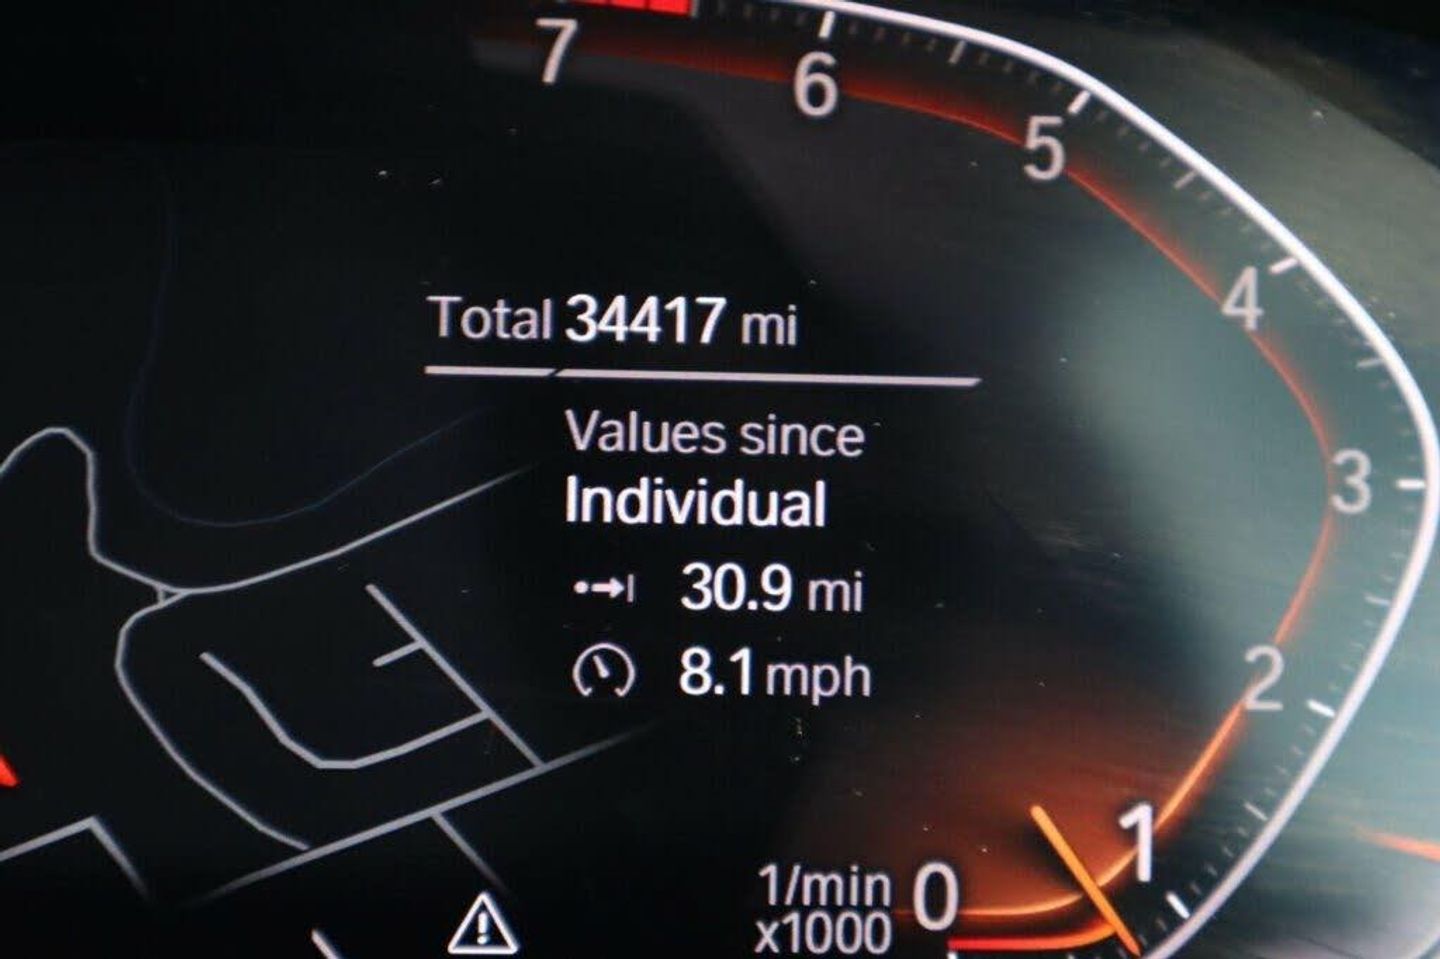 7
6
5
4
3
2
1
0
Total 34417 mi
Values since
Individual
30.9 mi
8.1 mph
1/min
x1000